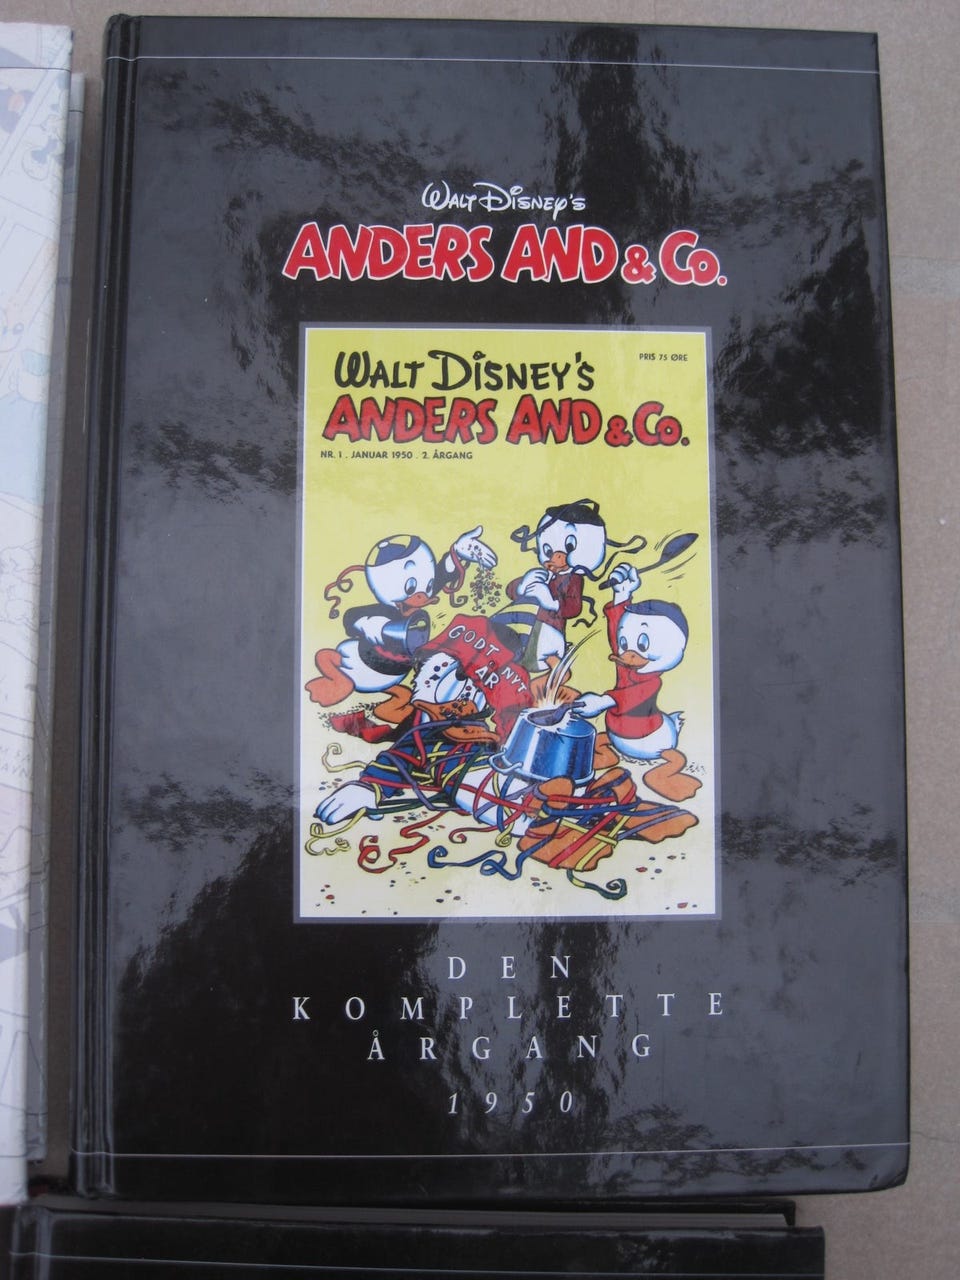 WALT DISNEY'S
ANDERS AND & Co.
WALT DISNEY'S
PRIS 75 ØRE
ANDERS AND & Co.
NR. 1 . JANUAR 1950 . 2. ÅRGANG
GODT NYT
ÅR
DEN
KOMPLETTE
ÅRGANG
1950